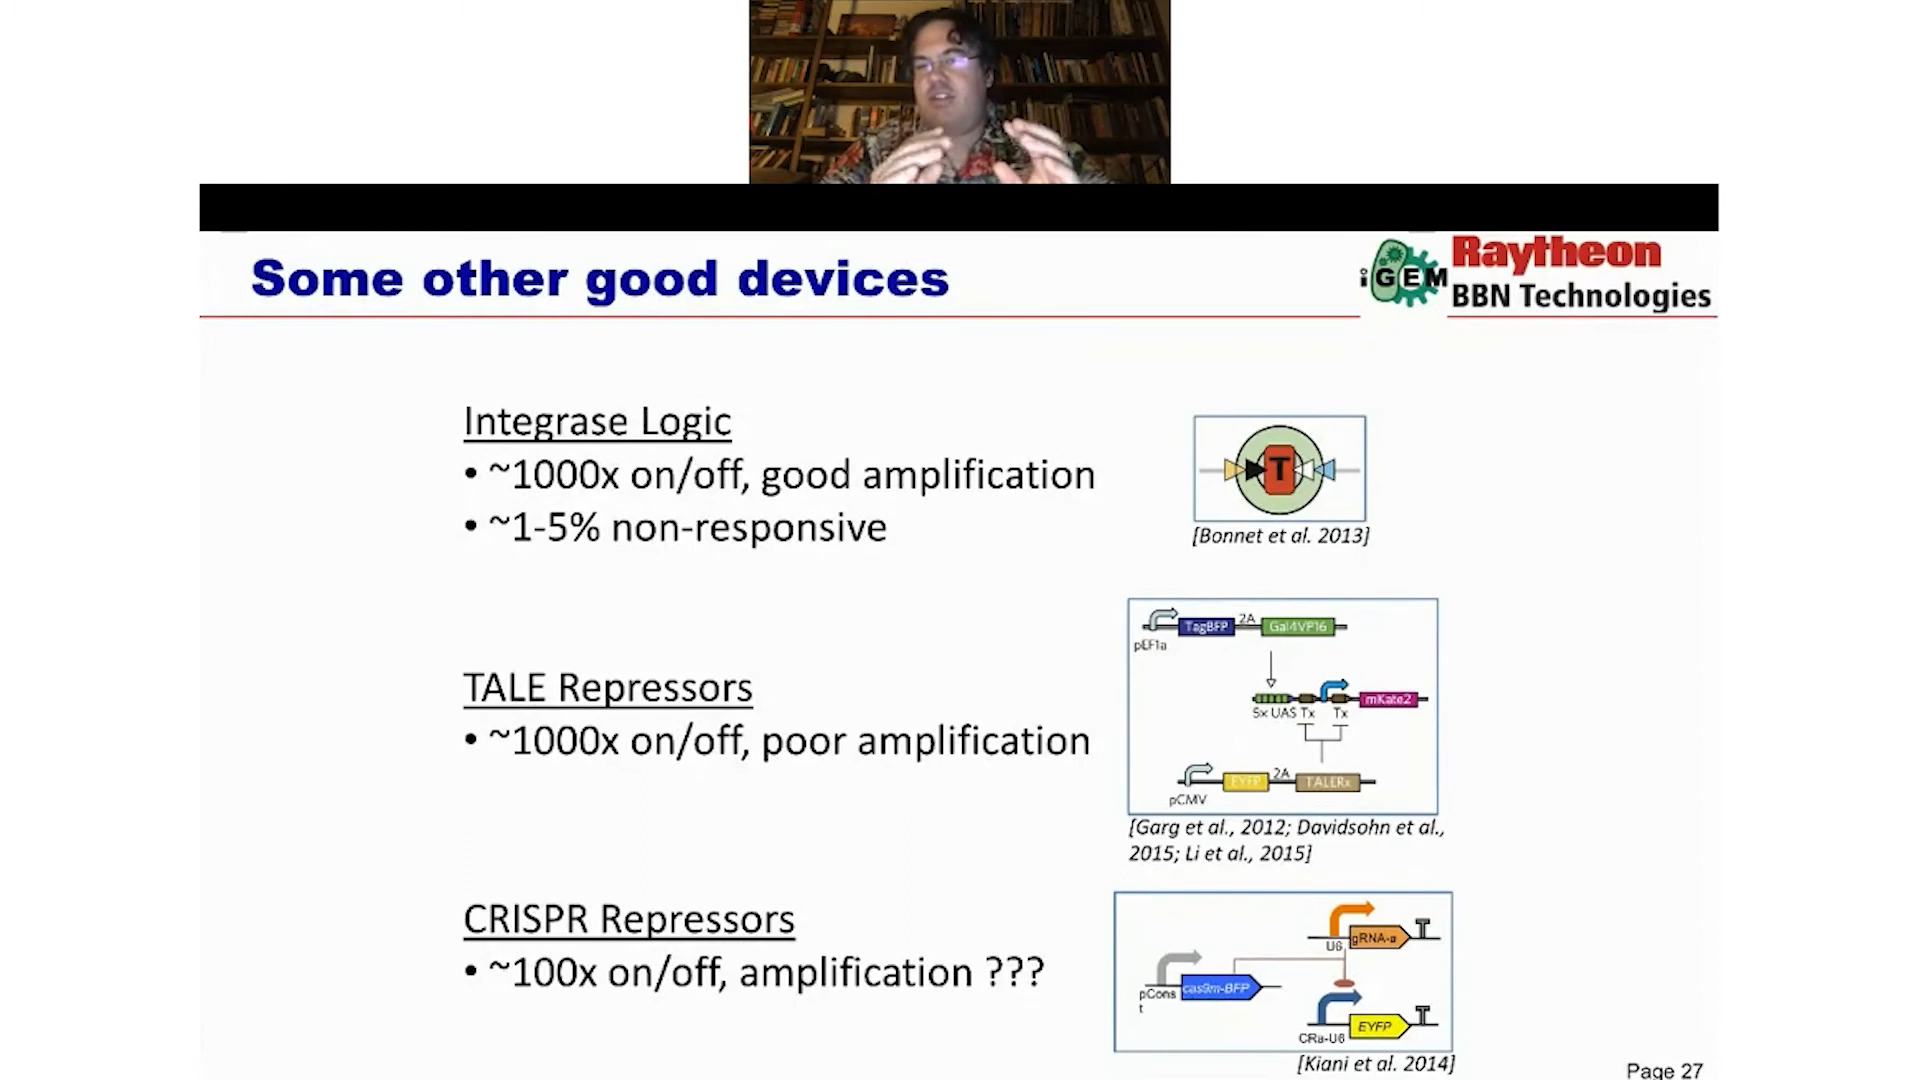 Some other good devices
iGEM
Raytheon
BBN Technologies
Integrase Logic
• ~1000x on/off, good amplification
• ~1-5% non-responsive
T
[Bonnet et al. 2013]
TALE Repressors
• ~1000x on/off, poor amplification
pEF1a
TagBFP
2A
Gal4VP16
5x UAS Tx Tx
mKate2
pCMV
EYFP
2A
TALERx
[Garg et al., 2012; Davidsohn et al.,
2015; Li et al., 2015]
CRISPR Repressors
• ~100x on/off, amplification ???
U6
gRNA-a
T
pCons
t
cas9m-BFP
CRa-U6
EYFP
T
[Kiani et al. 2014]
Page 27